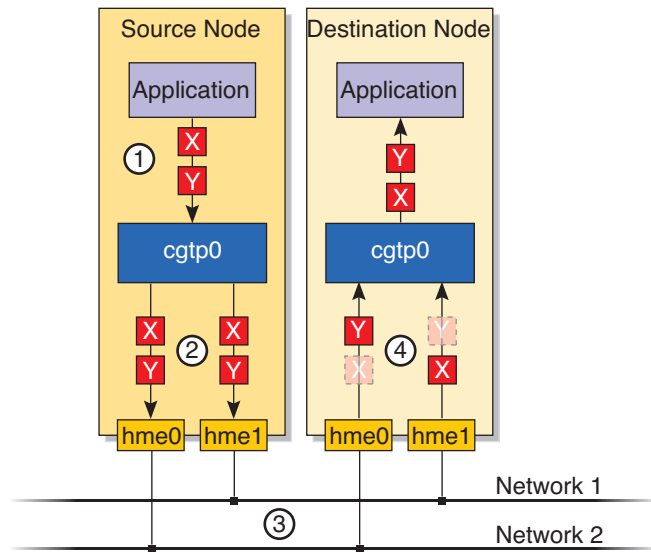 Source Node
Destination Node
Application
Application
X
Y
1
Y
X
cgtp0
cgtp0
X
X
Y
Y
2
Y
Y
4
X
X
hme0
hme1
hme0
hme1
Network 1
3
Network 2